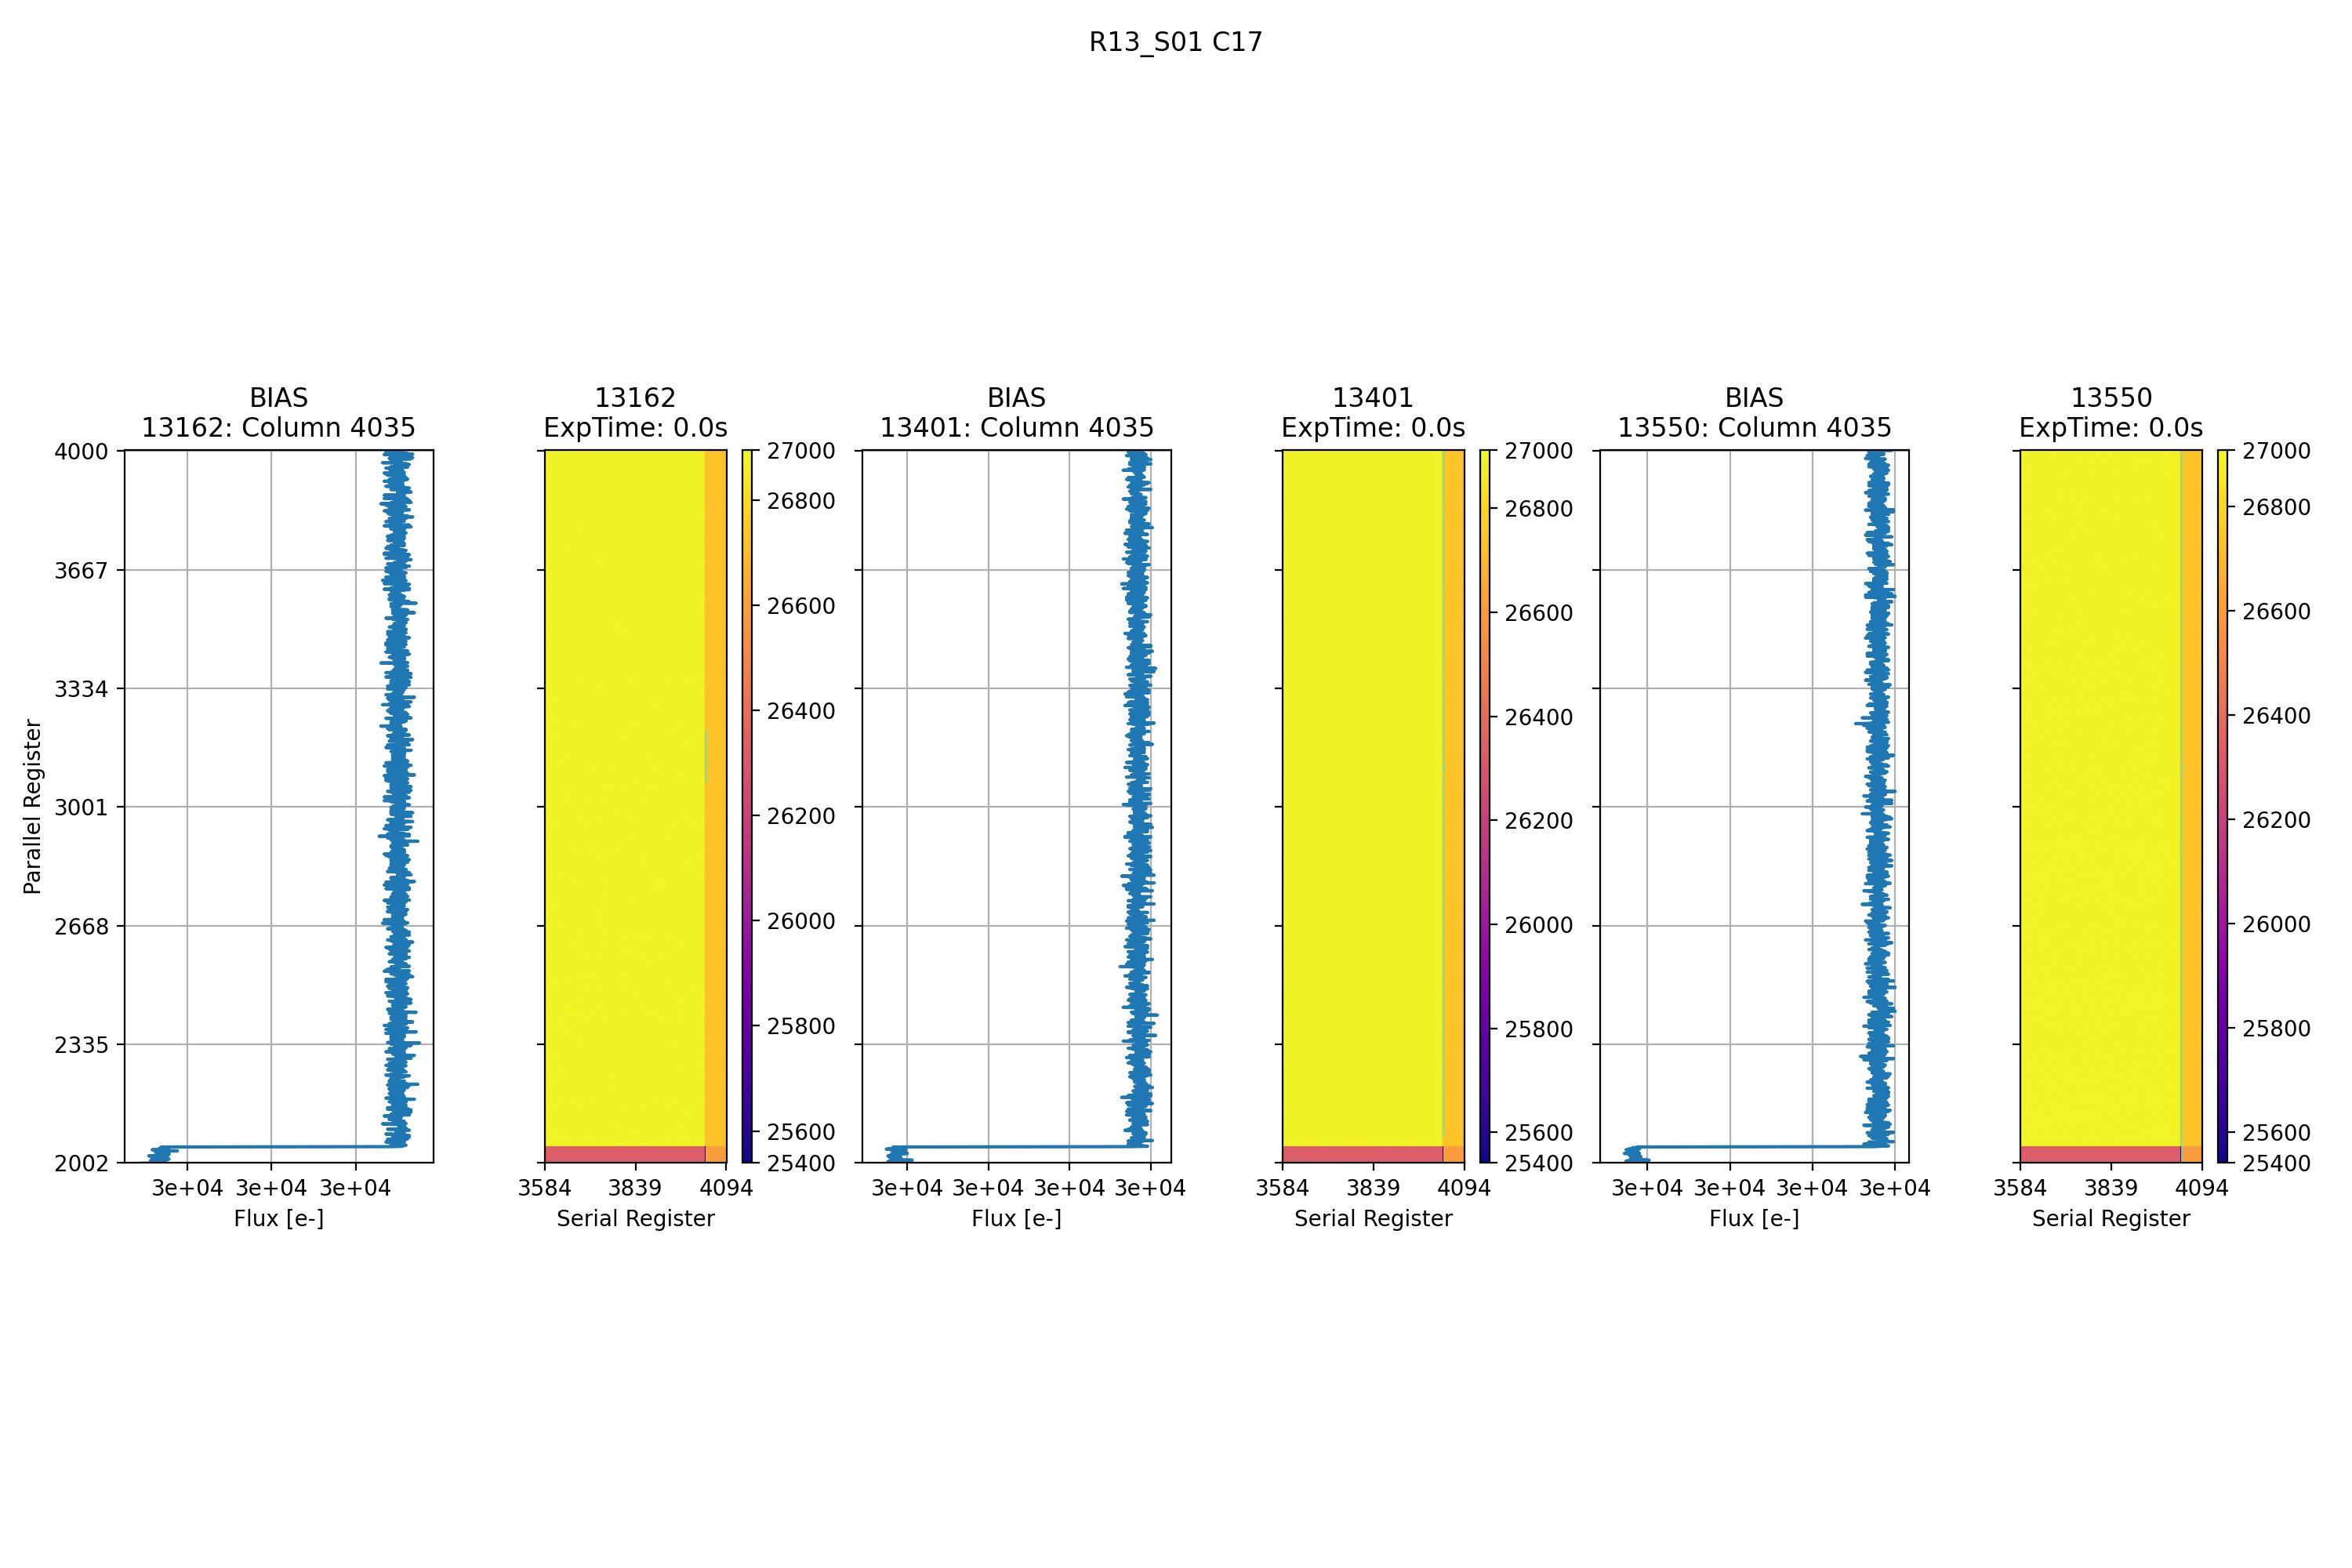 R13_S01 C17
BIAS
13162: Column 4035
4000
3667
3334
3001
2668
2335
2002
Parallel Register
3e+04 3e+04 3e+04
Flux [e-]
13162
ExpTime: 0.0s
3584 3839 4094
Serial Register
27000
26800
26600
26400
26200
26000
25800
25600
25400
BIAS
13401: Column 4035
3e+04 3e+04 3e+04 3e+04
Flux [e-]
13401
ExpTime: 0.0s
3584 3839 4094
Serial Register
27000
26800
26600
26400
26200
26000
25800
25600
25400
BIAS
13550: Column 4035
3e+04 3e+04 3e+04 3e+04
Flux [e-]
13550
ExpTime: 0.0s
3584 3839 4094
Serial Register
27000
26800
26600
26400
26200
26000
25800
25600
25400